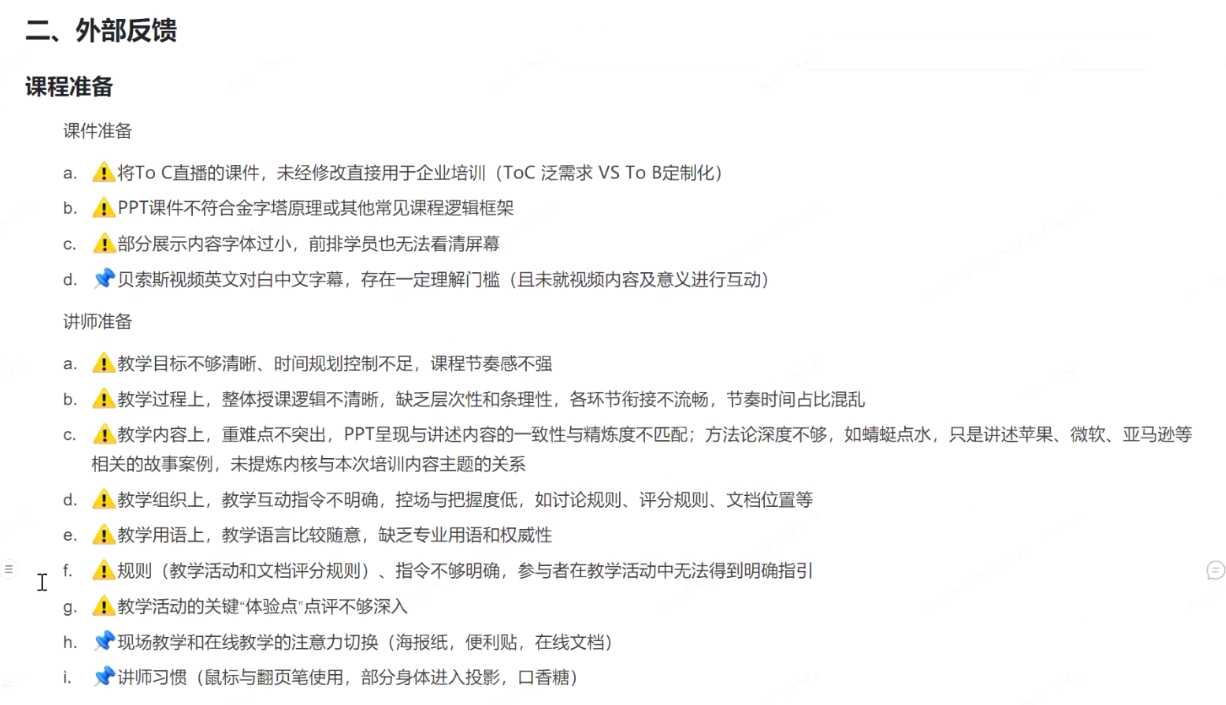 二、外部反馈
课程准备
课件准备
a. ⚠️将To C直播的课件，未经修改直接用于企业培训（ToC 泛需求 VS To B定制化）
b. ⚠️PPT课件不符合金字塔原理或其他常见课程逻辑框架
c. ⚠️部分展示内容字体过小，前排学员也无法看清屏幕
d. 📌贝索斯视频英文对白中文字幕，存在一定理解门槛（且未就视频内容及意义进行互动）
讲师准备
a. ⚠️教学目标不够清晰、时间规划控制不足，课程节奏感不强
b. ⚠️教学过程上，整体授课逻辑不清晰，缺乏层次性和条理性，各环节衔接不流畅，节奏时间占比混乱
c. ⚠️教学内容上，重难点不突出，PPT呈现与讲述内容的一致性与精炼度不匹配；方法论深度不够，如蜻蜓点水，只是讲述苹果、微软、亚马逊等
相关的故事案例，未提炼内核与本次培训内容主题的关系
d. ⚠️教学组织上，教学互动指令不明确，控场与把握度低，如讨论规则、评分规则、文档位置等
e. ⚠️教学用语上，教学语言比较随意，缺乏专业用语和权威性
f. ⚠️规则（教学活动和文档评分规则）、指令不够明确，参与者在教学活动中无法得到明确指引
g. ⚠️教学活动的关键“体验点”点评不够深入
h. 📌现场教学和在线教学的注意力切换（海报纸，便利贴，在线文档）
i. 📌讲师习惯（鼠标与翻页笔使用，部分身体进入投影，口香糖）